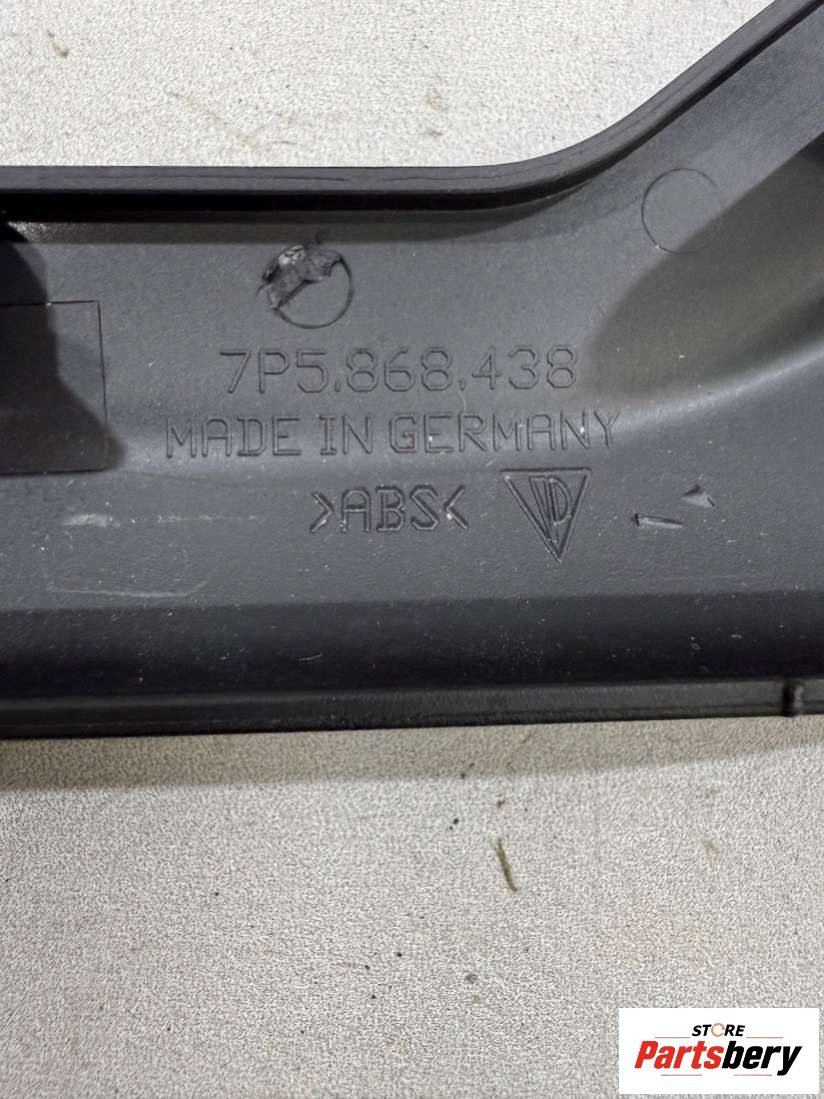 7P5.868.438
MADE IN GERMANY
>ABS<
STORE
Partsbery